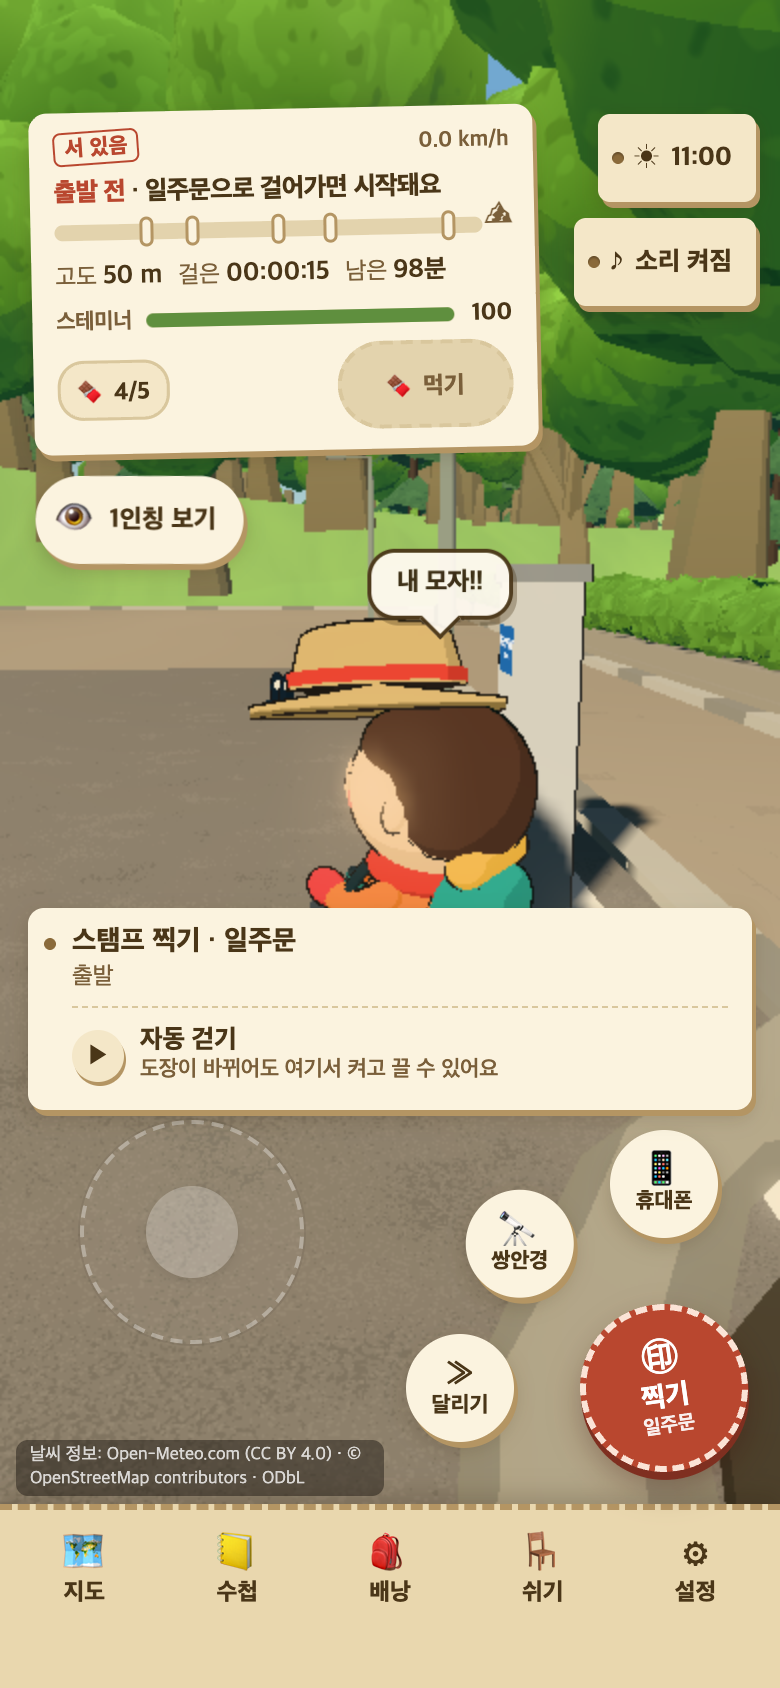 서 있음
0.0 km/h
출발 전 · 일주문으로 걸어가면 시작돼요
고도 50 m 걸은 00:00:15 남은 98분
스테미너 100
4/5
먹기
☀ 11:00
♪ 소리 켜짐
1인칭 보기
내 모자!!
스탬프 찍기 · 일주문
출발
자동 걷기
도장이 바뀌어도 여기서 켜고 끌 수 있어요
휴대폰
쌍안경
달리기
印
찍기
일주문
날씨 정보: Open-Meteo.com (CC BY 4.0) · ©
OpenStreetMap contributors · ODbL
지도
수첩
배낭
쉬기
설정